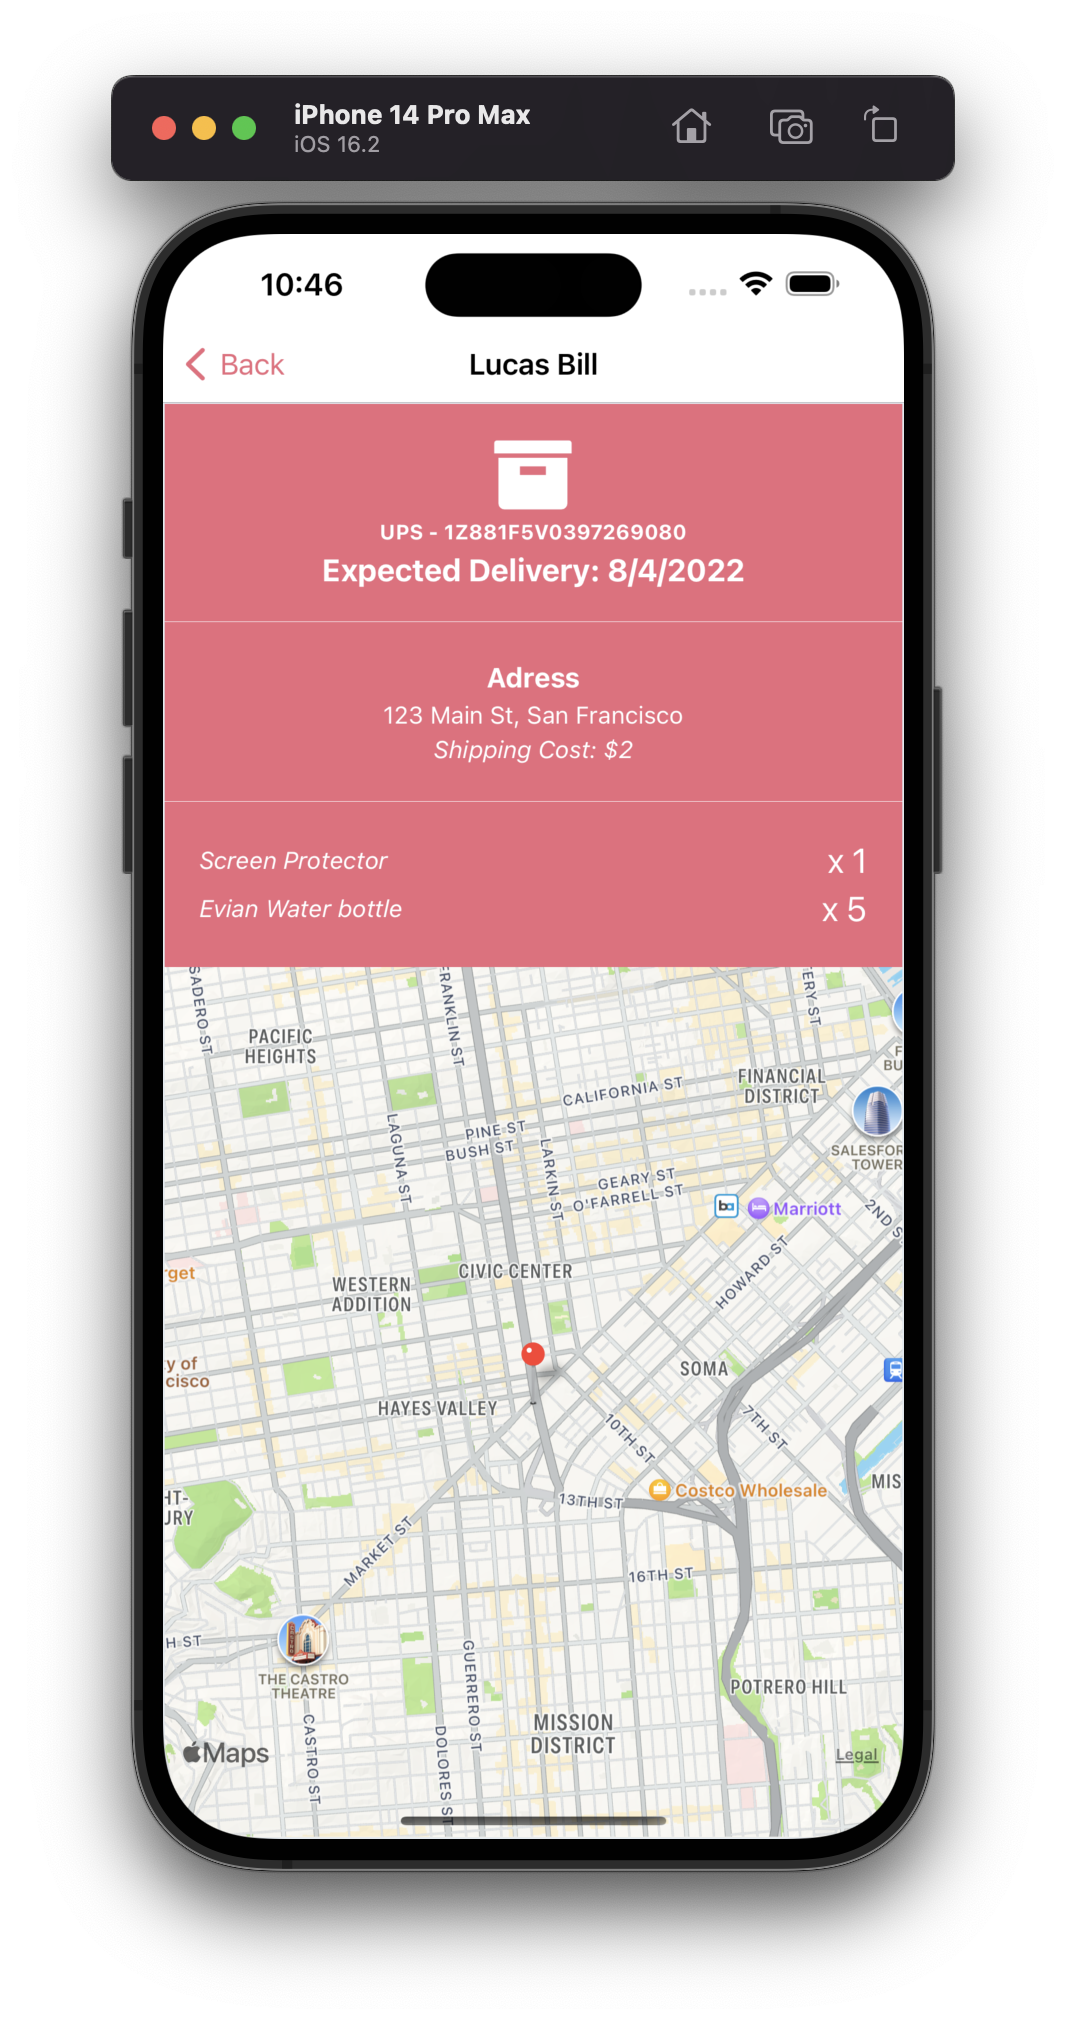 iPhone 14 Pro Max
iOS 16.2
10:46
Back
Lucas Bill
UPS - 1Z881F5V0397269080
Expected Delivery: 8/4/2022
Adress
123 Main St, San Francisco
Shipping Cost: $2
Screen Protector x 1
Evian Water bottle x 5
SADERO ST
FRANKLIN ST
ERY ST
PACIFIC
HEIGHTS
F
BU
FINANCIAL
DISTRICT
CALIFORNIA ST
LAGUNA ST
PINE ST
BUSH ST
LARKIN ST
SALESFOR
TOWER
GEARY ST
O'FARRELL ST
ba
Marriott
2ND S
HOWARD ST
rget
CIVIC CENTER
WESTERN
ADDITION
y of
cisco
SOMA
HAYES VALLEY
10TH ST
7TH ST
MIS
Costco Wholesale
13TH ST
HT-
URY
MARKET ST
16TH ST
H ST
THE CASTRO
THEATRE
GUERRERO ST
POTRERO HILL
CASTRO ST
DOLORES ST
MISSION
DISTRICT
Maps
Legal